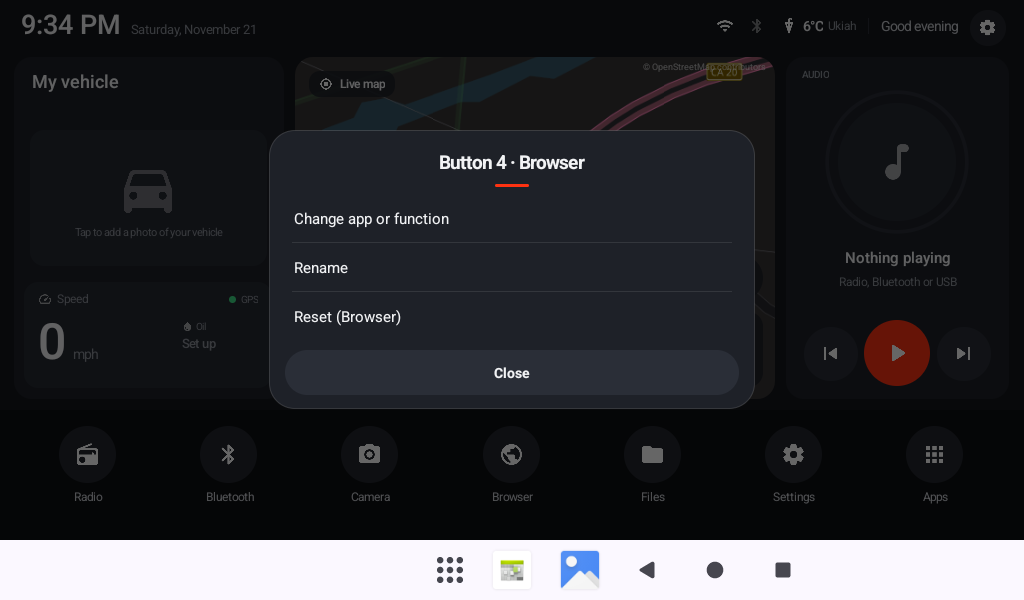 9:34 PM
Saturday, November 21
6°C
Ukiah
Good evening
My vehicle
Tap to add a photo of your vehicle
Speed
GPS
0
mph
Oil
Set up
Live map
© OpenStreetMap contributors
CA 20
Button 4 · Browser
Change app or function
Rename
Reset (Browser)
Close
AUDIO
Nothing playing
Radio, Bluetooth or USB
Radio
Bluetooth
Camera
Browser
Files
Settings
Apps